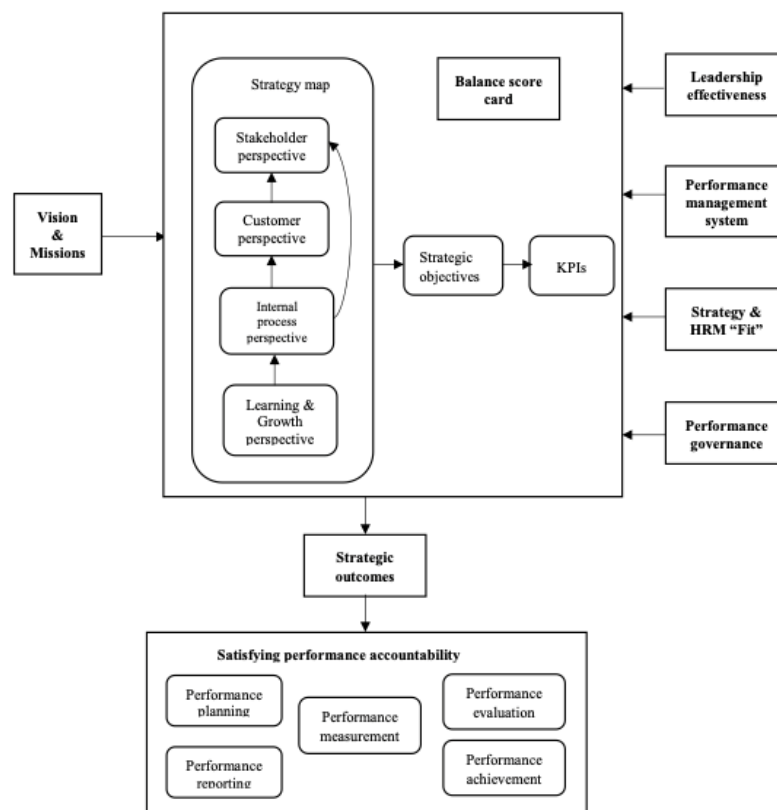 Strategy map
Balance score
card
Leadership
effectiveness
Stakeholder
perspective
Performance
management
system
Vision
&
Missions
Customer
perspective
Strategic
objectives
KPIs
Internal
process
perspective
Strategy &
HRM “Fit”
Learning &
Growth
perspective
Performance
governance
Strategic
outcomes
Satisfying performance accountability
Performance
planning
Performance
measurement
Performance
evaluation
Performance
reporting
Performance
achievement